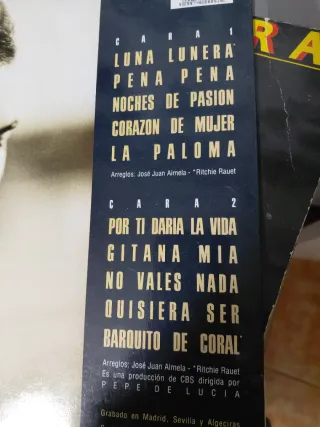 CARA 1
LUNA LUNERA*
PENA PENA
NOCHES DE PASION
CORAZON DE MUJER
LA PALOMA
Arreglos: José Juan Almela - *Ritchie Rauet
CARA 2
POR TI DARIA LA VIDA
GITANA MIA
NO VALES NADA
QUISIERA SER
BARQUITO DE CORAL*
Arreglos: José Juan Almela - *Ritchie Rauet
Es una producción de CBS dirigida por
PEPE DE LUCIA
Grabado en Madrid, Sevilla y Algeciras
RA